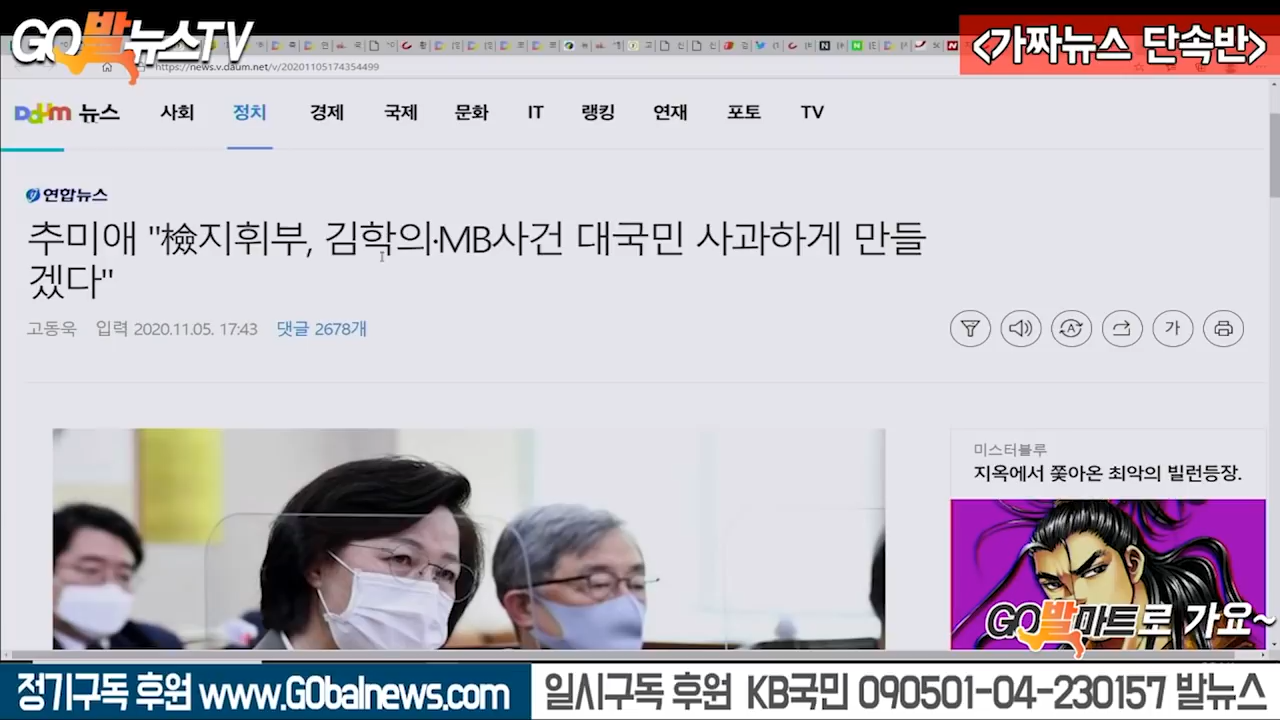 GO발뉴스TV
<가짜뉴스 단속반>
https://news.v.daum.net/v/20201105174354499
Daum 뉴스 사회 정치 경제 국제 문화 IT 랭킹 연재 포토 TV
연합뉴스
추미애 "檢지휘부, 김학의·MB사건 대국민 사과하게 만들
겠다"
고동욱 입력 2020.11.05. 17:43 댓글 2678개
가
미스터블루
지옥에서 쫓아온 최악의 빌런등장.
GO발마트로 가요~
정기구독 후원 www.GObalnews.com 일시구독 후원 KB국민 090501-04-230157 발뉴스